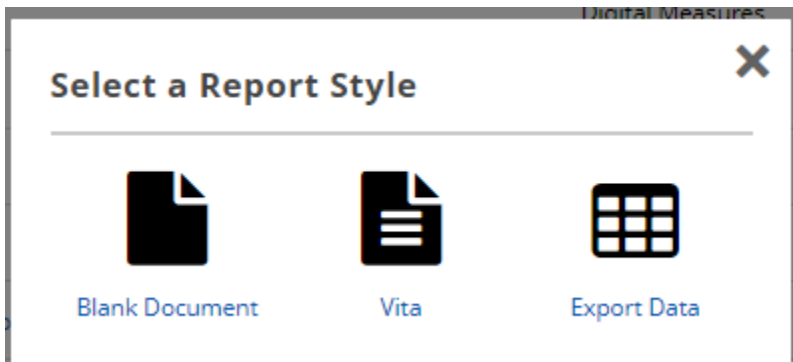 Digital Measures
Select a Report Style
Blank Document
Vita
Export Data